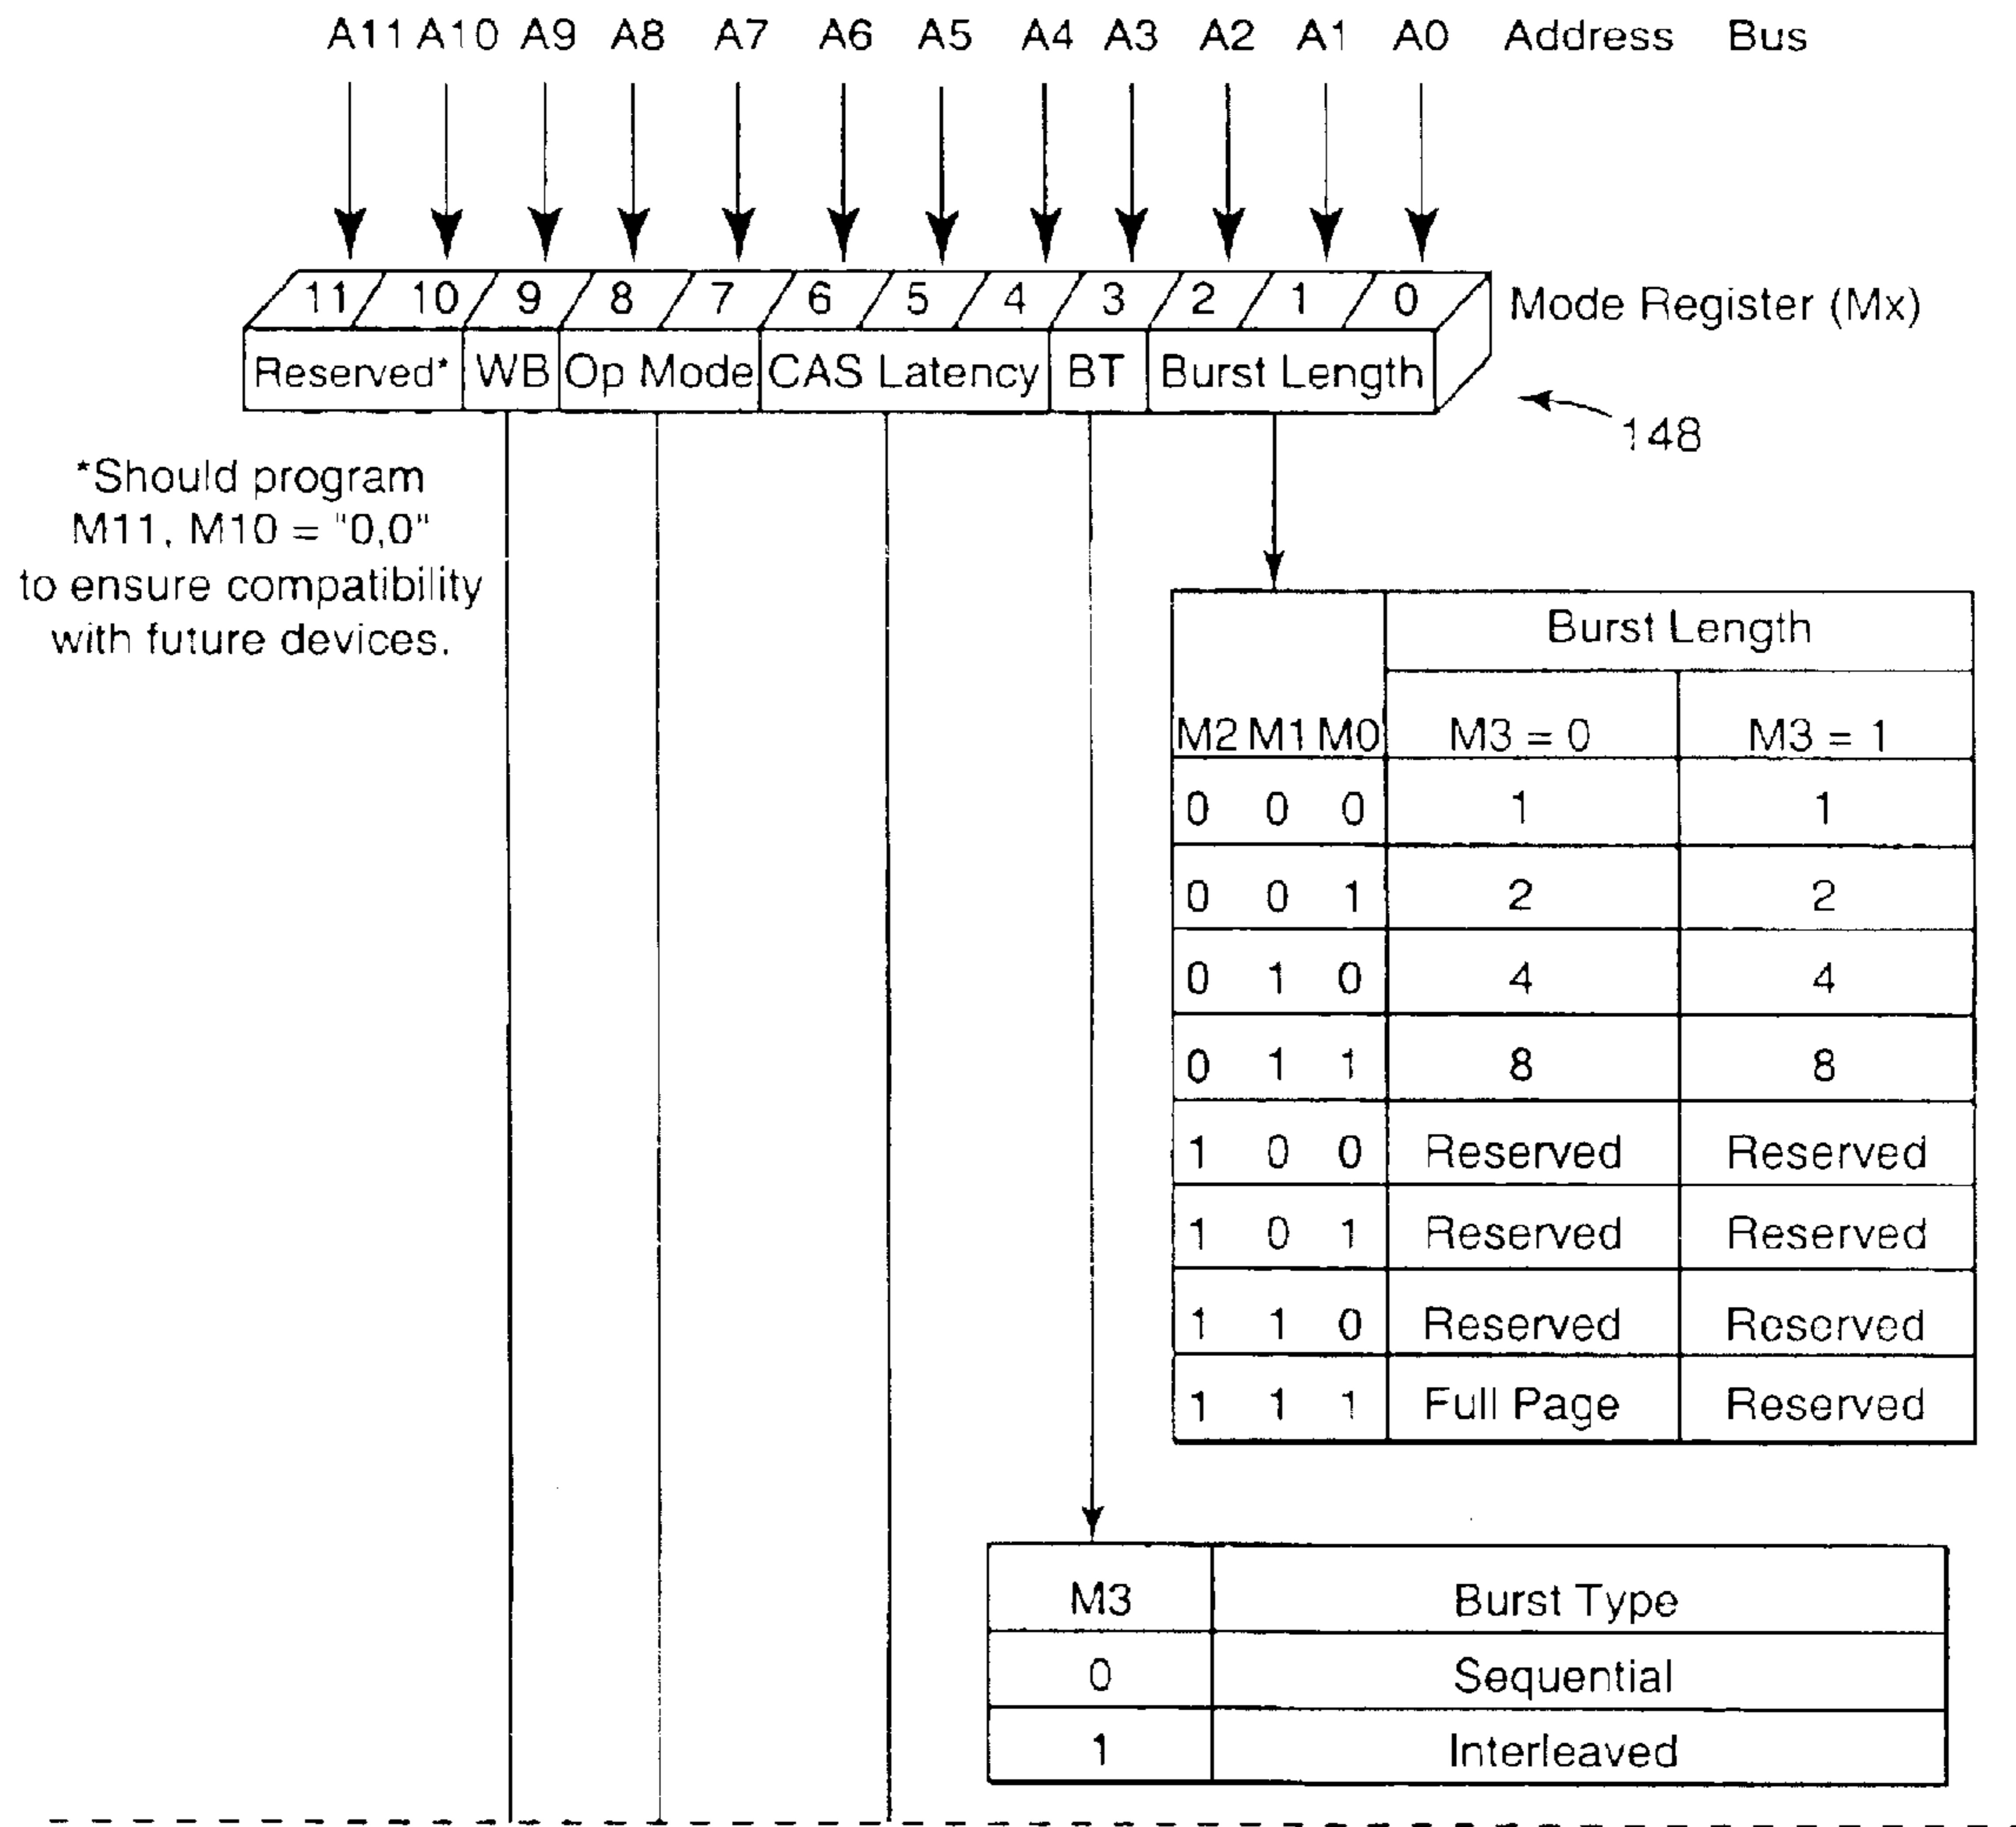 A11 A10 A9 A8 A7 A6 A5 A4 A3 A2 A1 A0 Address Bus
11 10 9 8 7 6 5 4 3 2 1 0 Mode Register (Mx)
Reserved* WB Op Mode CAS Latency BT Burst Length
148
*Should program
M11, M10 = "0,0"
to ensure compatibility
with future devices.
Burst Length
M2 M1 M0 M3 = 0 M3 = 1
0 0 0 1 1
0 0 1 2 2
0 1 0 4 4
0 1 1 8 8
1 0 0 Reserved Reserved
1 0 1 Reserved Reserved
1 1 0 Reserved Reserved
1 1 1 Full Page Reserved
M3 Burst Type
0 Sequential
1 Interleaved